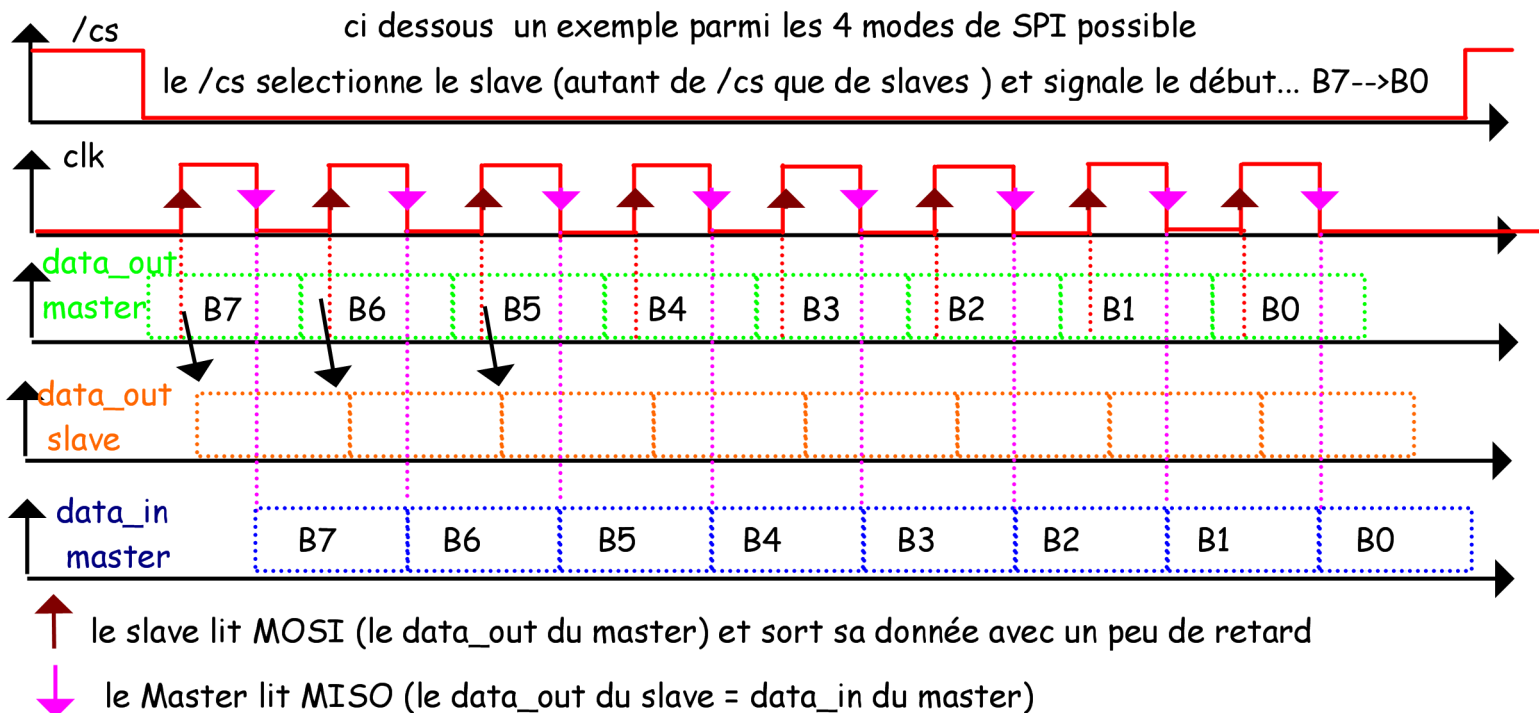 /cs
ci dessous un exemple parmi les 4 modes de SPI possible
le /cs selectionne le slave (autant de /cs que de slaves ) et signale le début... B7-->B0
clk
data_out
master
B7 B6 B5 B4 B3 B2 B1 B0
data_out
slave
data_in
master
B7 B6 B5 B4 B3 B2 B1 B0
le slave lit MOSI (le data_out du master) et sort sa donnée avec un peu de retard
le Master lit MISO (le data_out du slave = data_in du master)